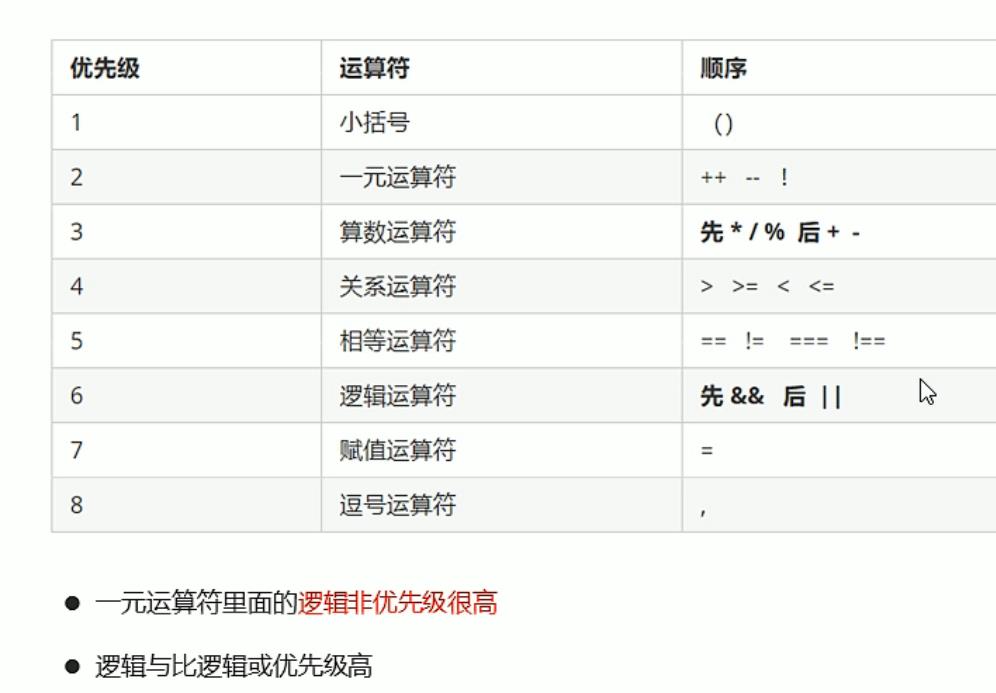 优先级 运算符 顺序
1 小括号 ()
2 一元运算符 ++ -- !
3 算数运算符 先 * / % 后 + -
4 关系运算符 > >= < <=
5 相等运算符 == != === !==
6 逻辑运算符 先 && 后 ||
7 赋值运算符 =
8 逗号运算符 ,
● 一元运算符里面的逻辑非优先级很高
● 逻辑与比逻辑或优先级高